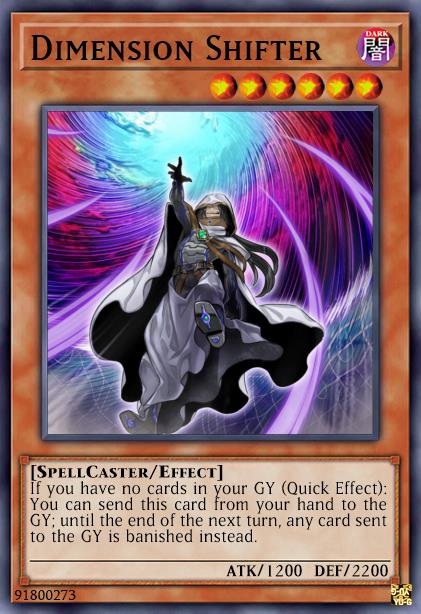 Dimension Shifter
DARK
闇
[SpellCaster/Effect]
If you have no cards in your GY (Quick Effect):
You can send this card from your hand to the
GY; until the end of the next turn, any card sent
to the GY is banished instead.
ATK/1200 DEF/2200
91800273